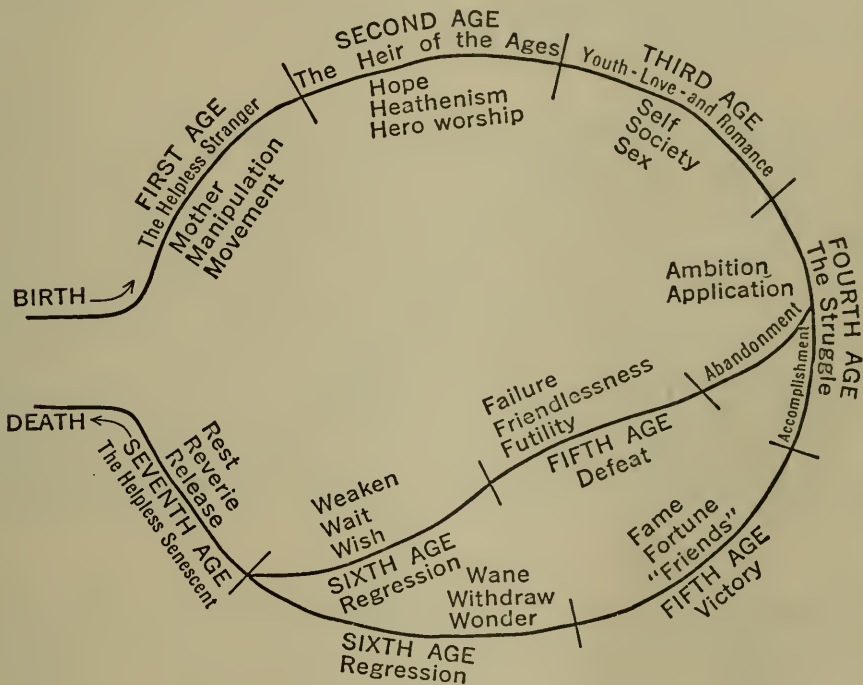 BIRTH
FIRST AGE
The Helpless Stranger
Mother
Manipulation
Movement
SECOND AGE
The Heir of the Ages
Hope
Heathenism
Hero worship
THIRD AGE
Youth-Love-and Romance
Self
Society
Sex
FOURTH AGE
The Struggle
Ambition
Application
Abandonment
Accomplishment
Failure
Friendlessness
Futility
FIFTH AGE
Defeat
Fame
Fortune
"Friends"
FIFTH AGE
Victory
Weaken
Wait
Wish
SIXTH AGE
Regression
Wane
Withdraw
Wonder
SIXTH AGE
Regression
Rest
Reverie
Release
SEVENTH AGE
The Helpless Senescent
DEATH